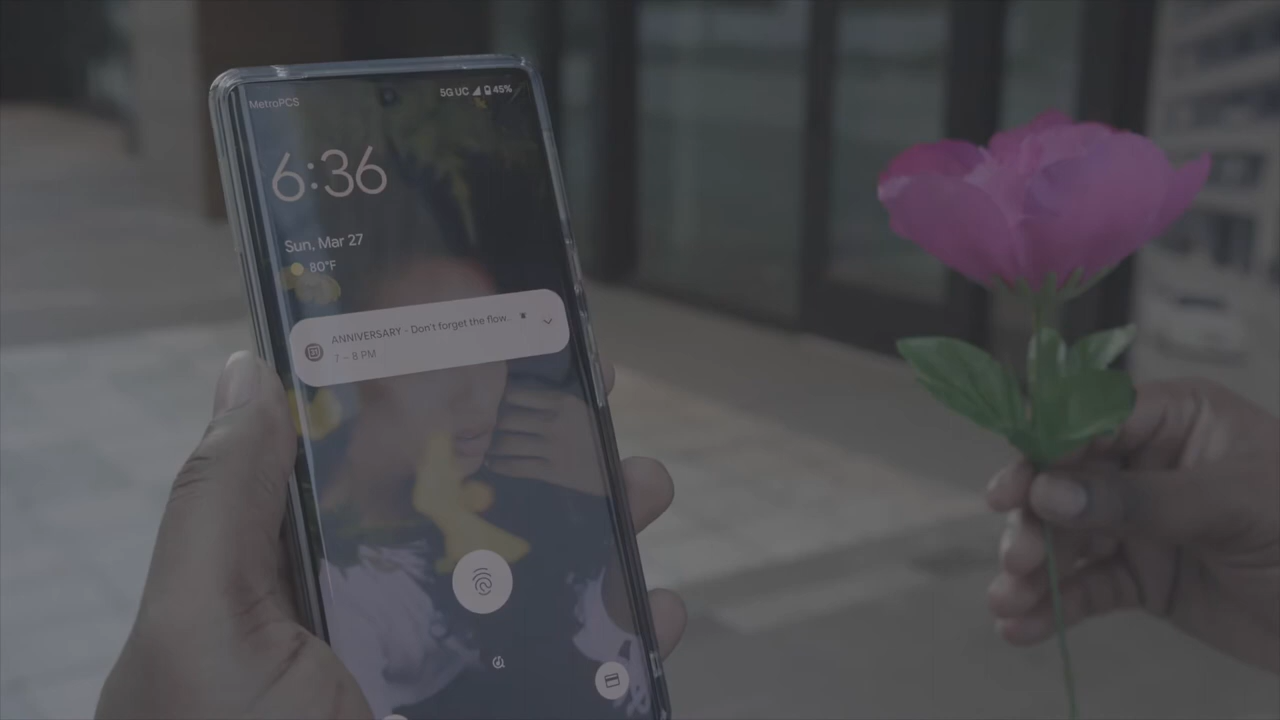 MetroPCS
5G UC 45%
6:36
Sun, Mar 27
80°F
ANNIVERSARY - Don't forget the flow..
7 – 8 PM